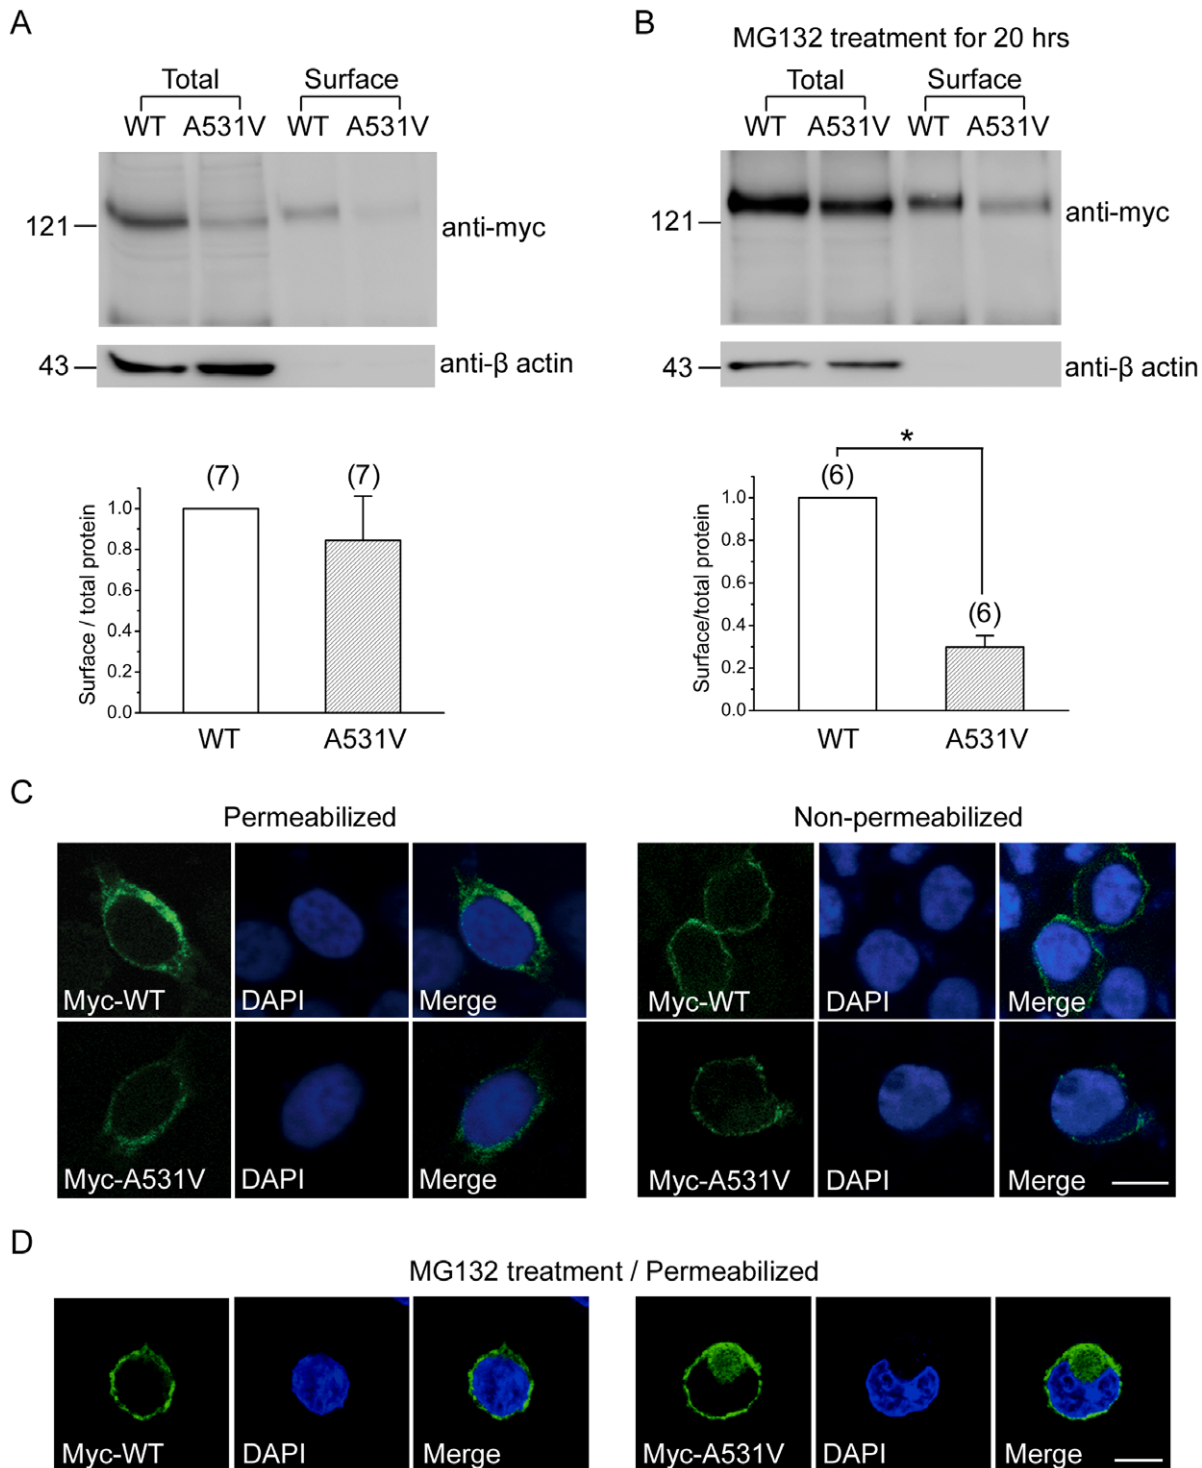 A
Total Surface
WT A531V WT A531V
121
anti-myc
43
anti-β actin
(7) (7)
Surface / total protein
1.0
0.8
0.6
0.4
0.2
0.0
WT A531V
B
MG132 treatment for 20 hrs
Total Surface
WT A531V WT A531V
121
anti-myc
43
anti-β actin
*
(6)
(6)
Surface/total protein
1.0
0.8
0.6
0.4
0.2
0.0
WT A531V
C
Permeabilized
Myc-WT DAPI Merge
Myc-A531V DAPI Merge
Non-permeabilized
Myc-WT DAPI Merge
Myc-A531V DAPI Merge
D
MG132 treatment / Permeabilized
Myc-WT DAPI Merge
Myc-A531V DAPI Merge